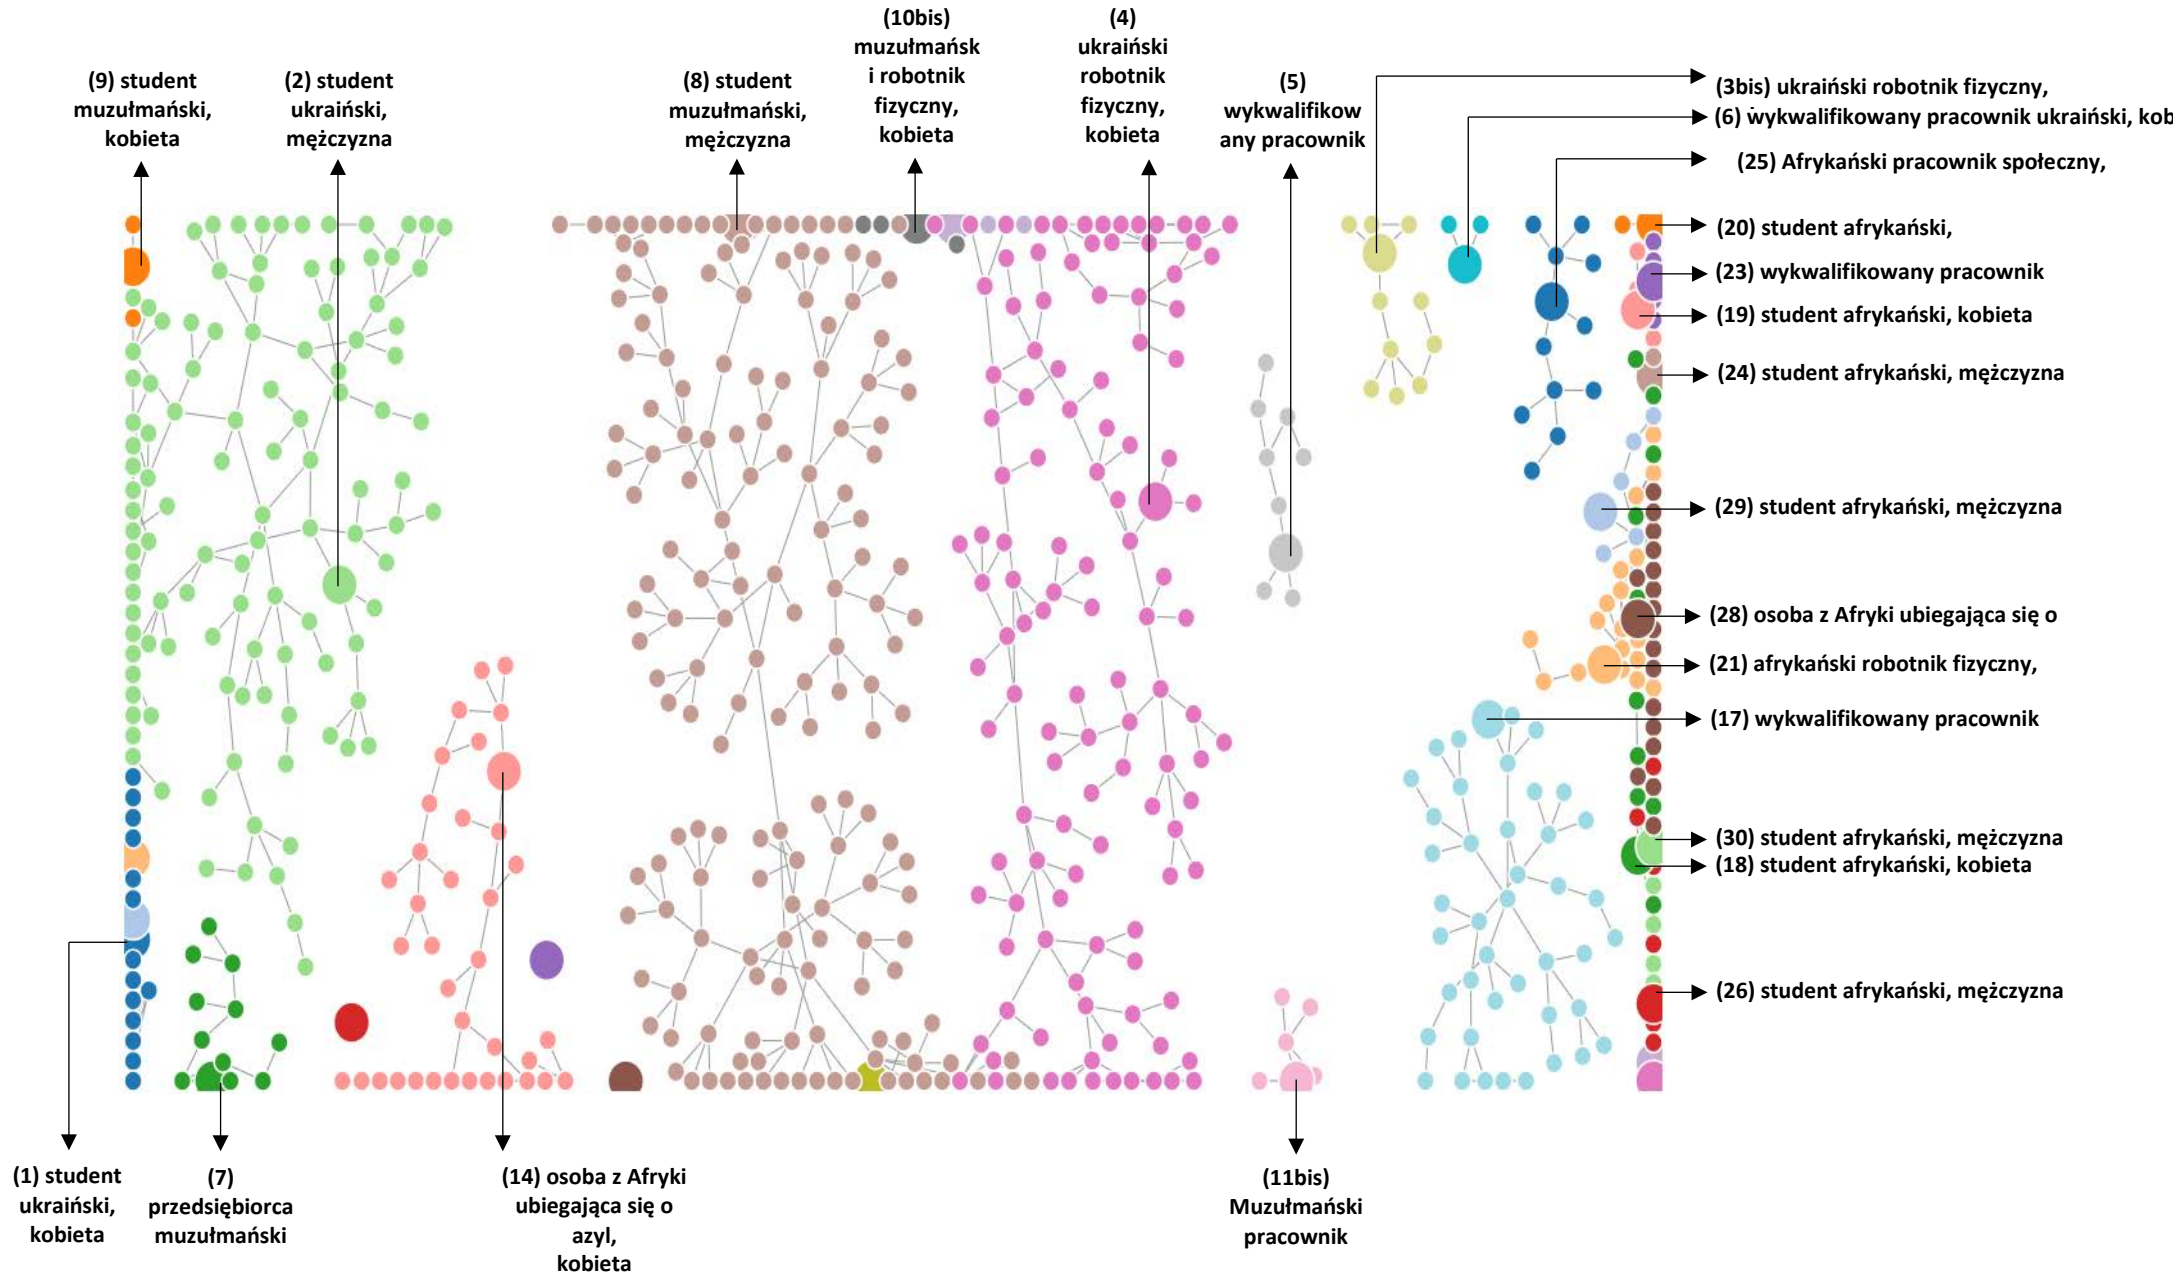 (10bis)
muzułmańsk
i robotnik
fizyczny,
kobieta
(4)
ukraiński
robotnik
fizyczny,
kobieta
(9) student
muzułmański,
kobieta
(2) student
ukraiński,
mężczyzna
(8) student
muzułmański,
mężczyzna
(5)
wykwalifikow
any pracownik
(3bis) ukraiński robotnik fizyczny,
(6) wykwalifikowany pracownik ukraiński, kob
(25) Afrykański pracownik społeczny,
(20) student afrykański,
(23) wykwalifikowany pracownik
(19) student afrykański, kobieta
(24) student afrykański, mężczyzna
(29) student afrykański, mężczyzna
(28) osoba z Afryki ubiegająca się o
(21) afrykański robotnik fizyczny,
(17) wykwalifikowany pracownik
(30) student afrykański, mężczyzna
(18) student afrykański, kobieta
(26) student afrykański, mężczyzna
(1) student
ukraiński,
kobieta
(7)
przedsiębiorca
muzułmański
(14) osoba z Afryki
ubiegająca się o
azyl,
kobieta
(11bis)
Muzułmański
pracownik